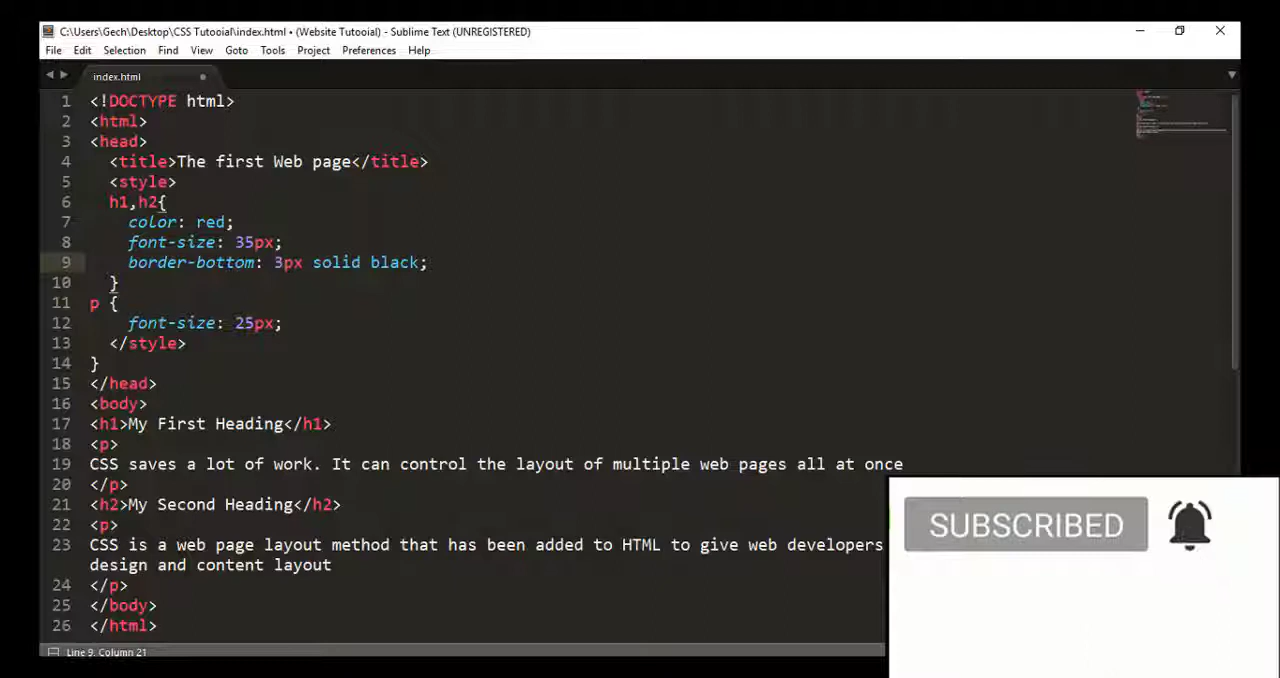 C:\Users\Gech\Desktop\CSS Tutooial\index.html • (Website Tutooial) - Sublime Text (UNREGISTERED)
File Edit Selection Find View Goto Tools Project Preferences Help
index.html
1 <!DOCTYPE html>
2 <html>
3 <head>
4 <title>The first Web page</title>
5 <style>
6 h1,h2{
7 color: red;
8 font-size: 35px;
9 border-bottom: 3px solid black;
10 }
11 p {
12 font-size: 25px;
13 </style>
14 }
15 </head>
16 <body>
17 <h1>My First Heading</h1>
18 <p>
19 CSS saves a lot of work. It can control the layout of multiple web pages all at once
20 </p>
21 <h2>My Second Heading</h2>
22 <p>
23 CSS is a web page layout method that has been added to HTML to give web developers
design and content layout
24 </p>
25 </body>
26 </html>
SUBSCRIBED
Line 9, Column 21